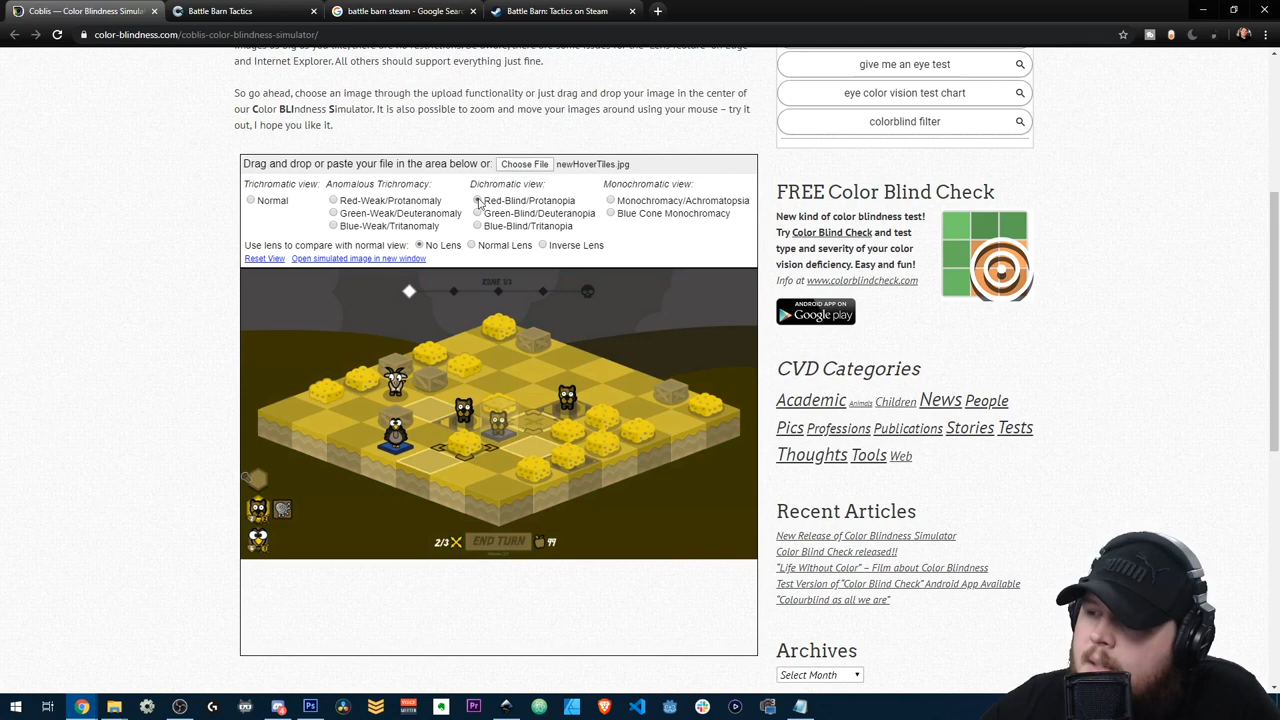 Coblis — Color Blindness Simula
Battle Barn Tactics
battle barn steam - Google Sear
Battle Barn: Tactics on Steam
color-blindness.com/coblis-color-blindness-simulator/
and Internet Explorer. All others should support everything just fine.
So go ahead, choose an image through the upload functionality or just drag and drop your image in the center of
our Color BLIndness Simulator. It is also possible to zoom and move your images around using your mouse – try it
out, I hope you like it.
Drag and drop or paste your file in the area below or: Choose File newHoverTiles.jpg
Trichromatic view: Anomalous Trichromacy: Dichromatic view: Monochromatic view:
Normal Red-Weak/Protanomaly Red-Blind/Protanopia Monochromacy/Achromatopsia
Green-Weak/Deuteranomaly Green-Blind/Deuteranopia Blue Cone Monochromacy
Blue-Weak/Tritanomaly Blue-Blind/Tritanopia
Use lens to compare with normal view: No Lens Normal Lens Inverse Lens
Reset View Open simulated image in new window
ZONE 1/3
2/3 END TURN 99
give me an eye test
eye color vision test chart
colorblind filter
FREE Color Blind Check
New kind of color blindness test!
Try Color Blind Check and test
type and severity of your color
vision deficiency. Easy and fun!
Info at www.colorblindcheck.com
ANDROID APP ON
Google play
CVD Categories
Academic Animals Children News People
Pics Professions Publications Stories Tests
Thoughts Tools Web
Recent Articles
New Release of Color Blindness Simulator
Color Blind Check released!!
“Life Without Color” – Film about Color Blindness
Test Version of “Color Blind Check” Android App Available
“Colourblind as all we are”
Archives
Select Month
PUMA